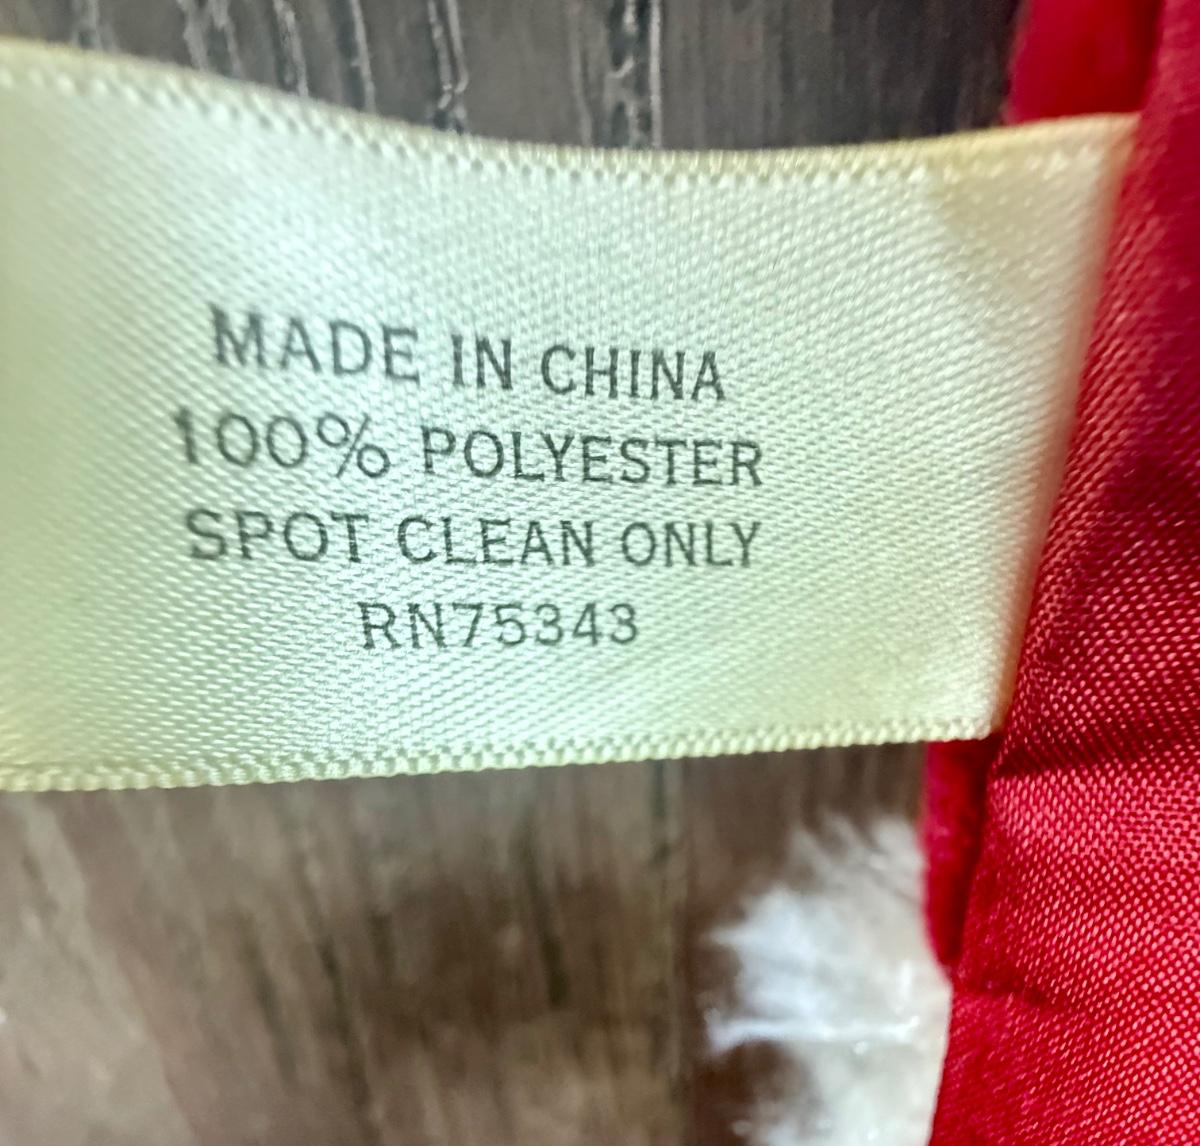 MADE IN CHINA
100% POLYESTER
SPOT CLEAN ONLY
RN75343